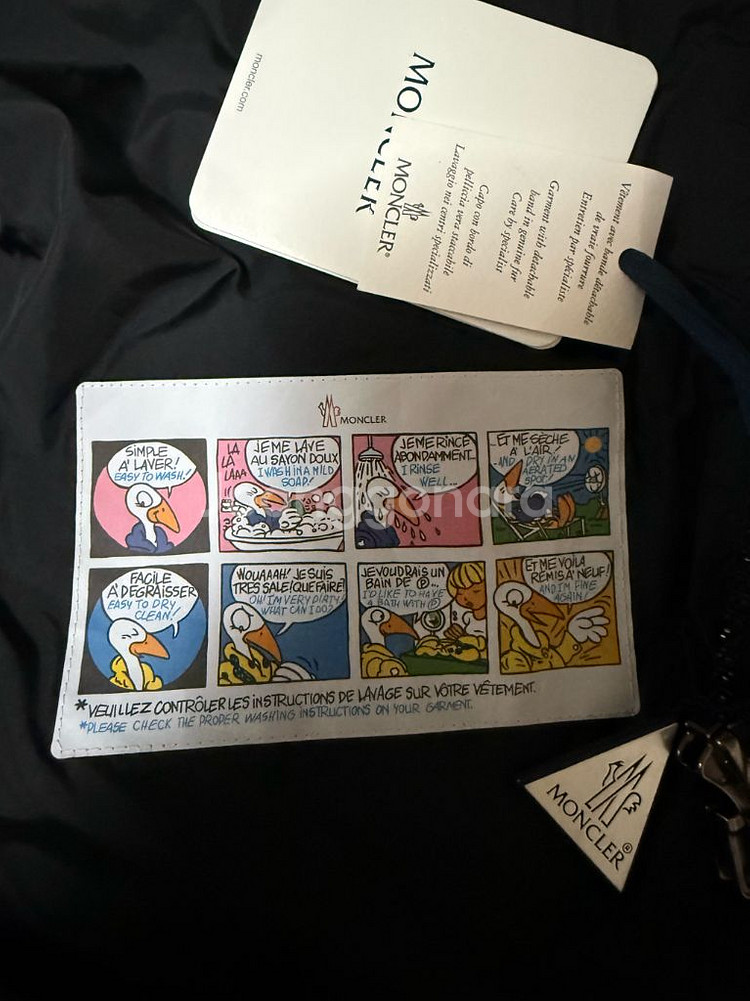 moncler.com
MONCLER
MONCLER®
Lavaggio nei centri specializzati
pelliccia vera staccabile
Capo con bordo di
Care by specialist
band in genuine fur
Garment with detachable
Entretien par spécialiste
de vraie fourrure
Vêtement avec bande détachable
MONCLER
SIMPLE
À LAVER!
EASY TO WASH!
LA
LÀ
LÀAA
JE ME LAVE
AU SAVON DOUX
I WASH IN A MILD
SOAP!
JE ME RINCE
ABONDAMMENT...
I RINSE
WELL...
...ET ME SÈCHE
À L'AIR!
...AND DRY IN AN
AERATED
SPOT!
FACILE
À DÉGRAISSER
EASY TO DRY
CLEAN!
WOUAAAH! JE SUIS
TRÈS SALE! QUE FAIRE?
OH! I'M VERY DIRTY
WHAT CAN I DO?
JE VOUDRAIS UN
BAIN DE Ⓟ...
I'D LIKE TO HAVE
A BATH WITH Ⓟ
ET ME VOILÀ
REMIS À NEUF!
AND I'M FINE
AGAIN!
*VEUILLEZ CONTRÔLER LES INSTRUCTIONS DE LAVAGE SUR VÔTRE VÊTEMENT.
*PLEASE CHECK THE PROPER WASHING INSTRUCTIONS ON YOUR GARMENT.
MONCLER®